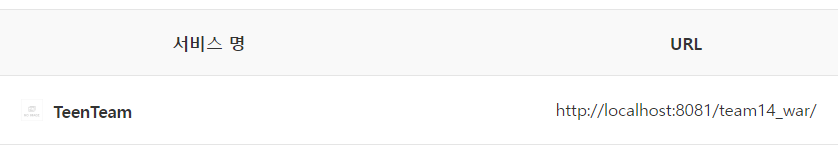 서비스 명 URL
TeenTeam http://localhost:8081/team14_war/